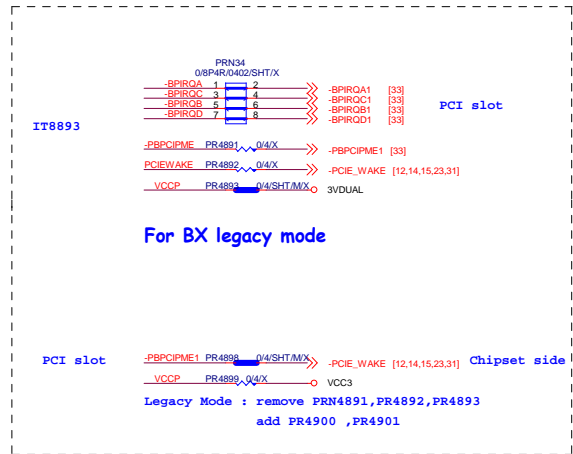 PRN34
0/8P4R/0402/SHT/X
-BPIRQA 1 2 -BPIRQA1 [33]
-BPIRQC 3 4 -BPIRQC1 [33]
-BPIRQB 5 6 -BPIRQB1 [33]
-BPIRQD 7 8 -BPIRQD1 [33]
PCI slot
IT8893
-PBPCIPME PR4891 0/4/X -PBPCIPME1 [33]
PCIEWAKE PR4892 0/4/X -PCIE_WAKE [12,14,15,23,31]
VCCP PR4893 0/4/SHT/M/X 3VDUAL
For BX legacy mode
PCI slot -PBPCIPME1 PR4898 0/4/SHT/M/X -PCIE_WAKE [12,14,15,23,31] Chipset side
VCCP PR4899 0/4/X VCC3
Legacy Mode : remove PRN4891,PR4892,PR4893
add PR4900 ,PR4901